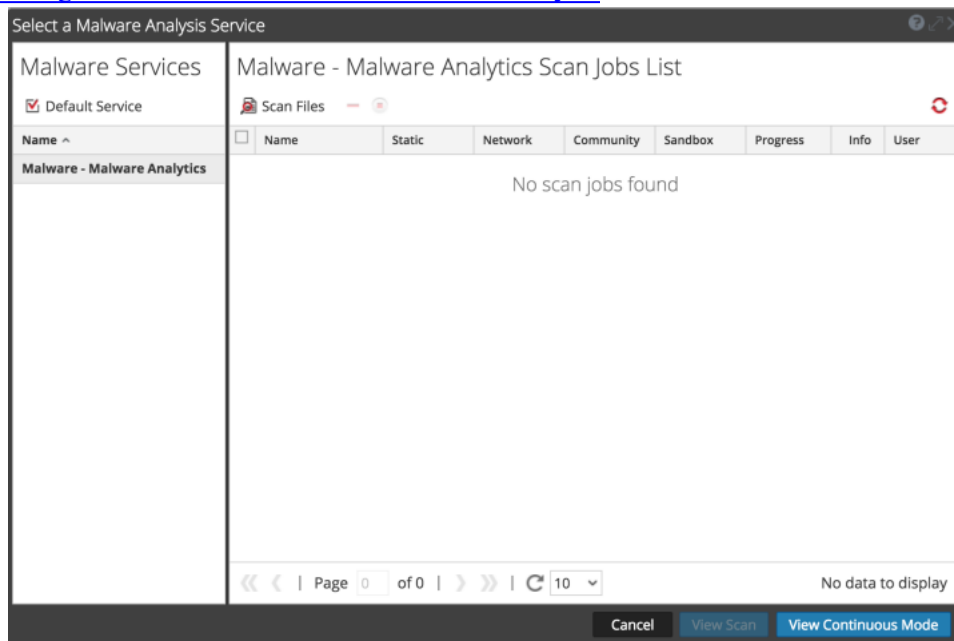 Select a Malware Analysis Service
Malware Services
Default Service
Name
Malware - Malware Analytics
Malware - Malware Analytics Scan Jobs List
Scan Files
Name Static Network Community Sandbox Progress Info User
No scan jobs found
Page 0 of 0 | 10 No data to display
Cancel View Scan View Continuous Mode